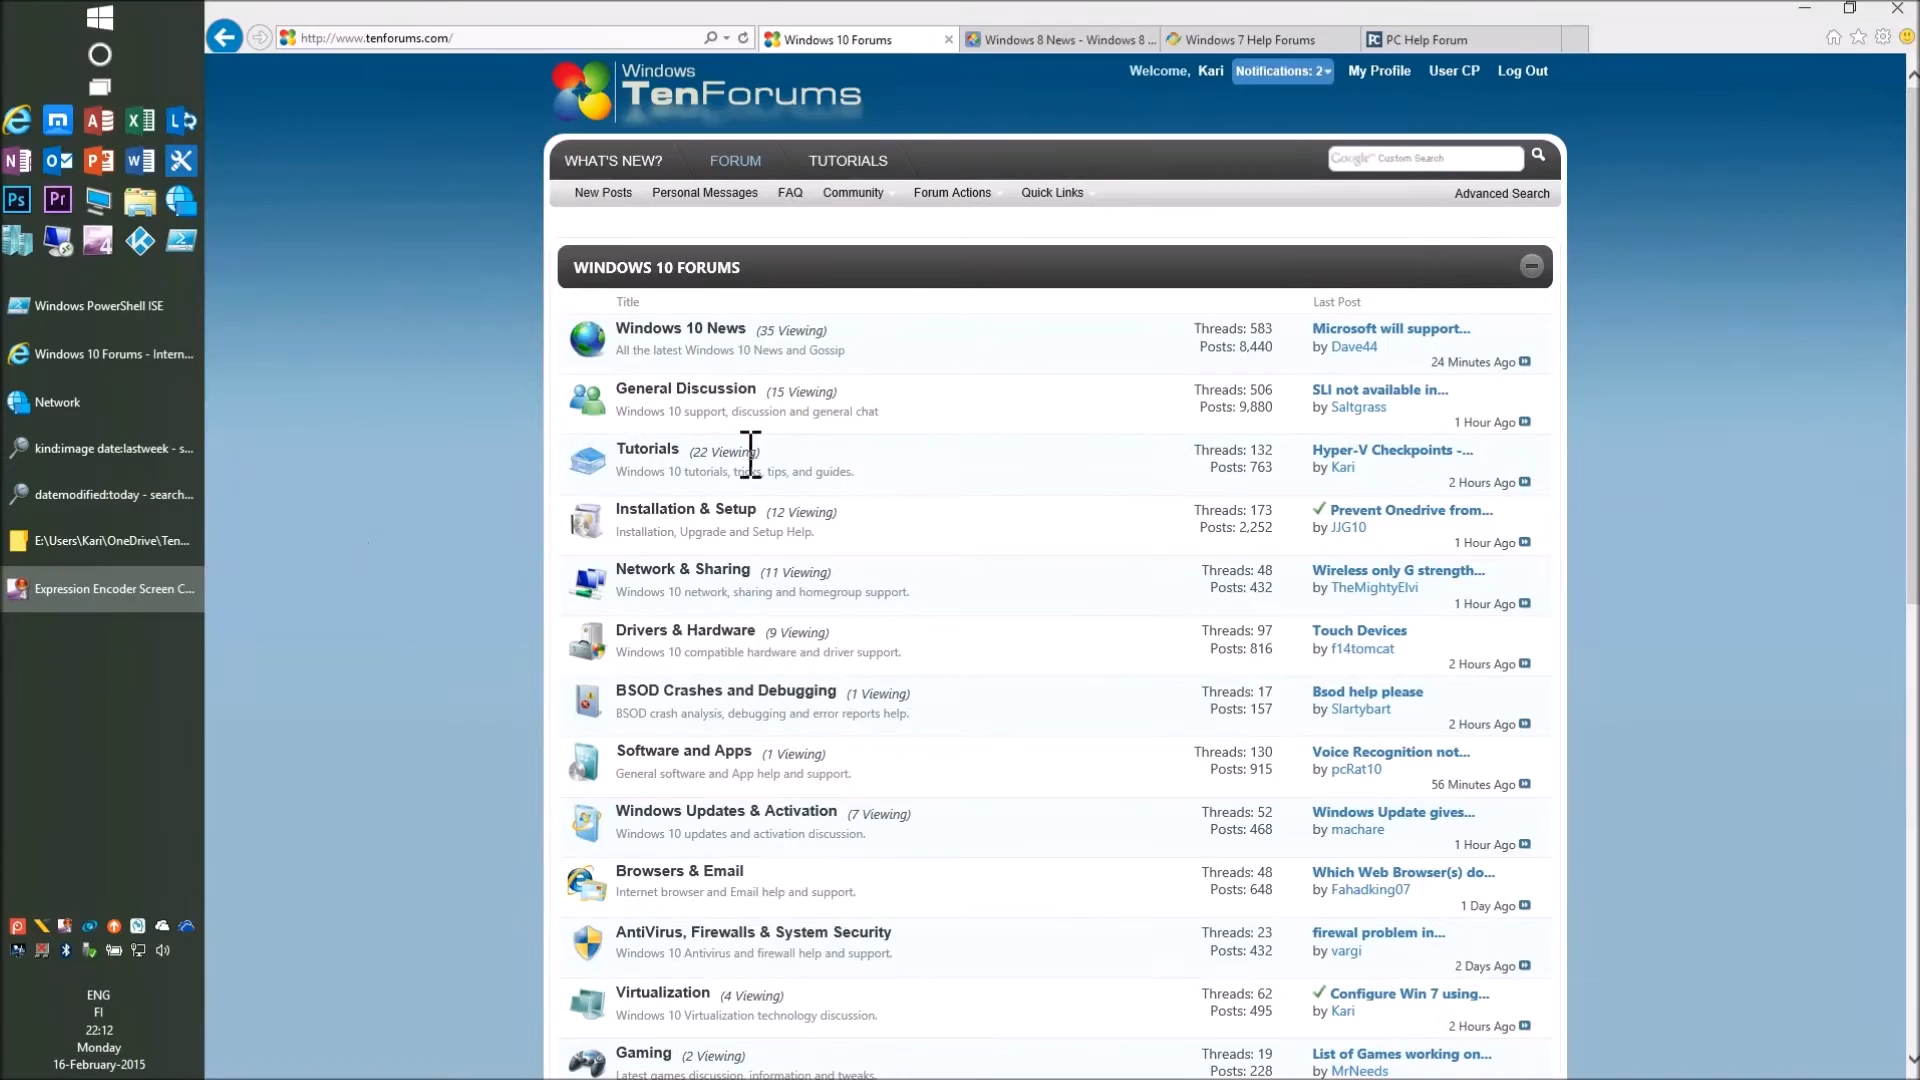 http://www.tenforums.com/
Windows 10 Forums
Windows 8 News - Windows 8 ...
Windows 7 Help Forums
PC Help Forum
Windows
TenForums
Welcome, Kari Notifications: 2 My Profile User CP Log Out
WHAT'S NEW? FORUM TUTORIALS
Google™ Custom Search
New Posts Personal Messages FAQ Community Forum Actions Quick Links Advanced Search
WINDOWS 10 FORUMS
Title Last Post
Windows 10 News (35 Viewing)
All the latest Windows 10 News and Gossip
Threads: 583
Posts: 8,440
Microsoft will support...
by Dave44
24 Minutes Ago
General Discussion (15 Viewing)
Windows 10 support, discussion and general chat
Threads: 506
Posts: 9,880
SLI not available in...
by Saltgrass
1 Hour Ago
Tutorials (22 Viewing)
Windows 10 tutorials, tricks, tips, and guides.
Threads: 132
Posts: 763
Hyper-V Checkpoints -...
by Kari
2 Hours Ago
Installation & Setup (12 Viewing)
Installation, Upgrade and Setup Help.
Threads: 173
Posts: 2,252
Prevent Onedrive from...
by JJG10
1 Hour Ago
Network & Sharing (11 Viewing)
Windows 10 network, sharing and homegroup support.
Threads: 48
Posts: 432
Wireless only G strength...
by TheMightyElvi
1 Hour Ago
Drivers & Hardware (9 Viewing)
Windows 10 compatible hardware and driver support.
Threads: 97
Posts: 816
Touch Devices
by f14tomcat
2 Hours Ago
BSOD Crashes and Debugging (1 Viewing)
BSOD crash analysis, debugging and error reports help.
Threads: 17
Posts: 157
Bsod help please
by Slartybart
2 Hours Ago
Software and Apps (1 Viewing)
General software and App help and support.
Threads: 130
Posts: 915
Voice Recognition not...
by pcRat10
56 Minutes Ago
Windows Updates & Activation (7 Viewing)
Windows 10 updates and activation discussion.
Threads: 52
Posts: 468
Windows Update gives...
by machare
1 Hour Ago
Browsers & Email
Internet browser and Email help and support.
Threads: 48
Posts: 648
Which Web Browser(s) do...
by Fahadking07
1 Day Ago
AntiVirus, Firewalls & System Security
Windows 10 Antivirus and firewall help and support.
Threads: 23
Posts: 432
firewal problem in...
by vargi
2 Days Ago
Virtualization (4 Viewing)
Windows 10 Virtualization technology discussion.
Threads: 62
Posts: 495
Configure Win 7 using...
by Kari
2 Hours Ago
Gaming (2 Viewing)
Latest games discussion, information and tweaks.
Threads: 19
Posts: 228
List of Games working on...
by MrNeeds
Windows PowerShell ISE
Windows 10 Forums - Intern...
Network
kind:image date:lastweek - s...
datemodified:today - search...
E:\Users\Kari\OneDrive\Ten...
Expression Encoder Screen C...
ENG
FI
22:12
Monday
16-February-2015